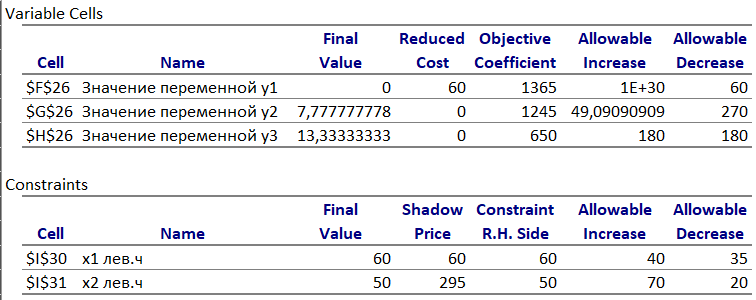 Variable Cells
Final Reduced Objective Allowable Allowable
Cell Name Value Cost Coefficient Increase Decrease
$F$26 Значение переменной y1 0 60 1365 1E+30 60
$G$26 Значение переменной y2 7,777777778 0 1245 49,09090909 270
$H$26 Значение переменной y3 13,33333333 0 650 180 180
Constraints
Final Shadow Constraint Allowable Allowable
Cell Name Value Price R.H. Side Increase Decrease
$I$30 x1 лев.ч 60 60 60 40 35
$I$31 x2 лев.ч 50 295 50 70 20